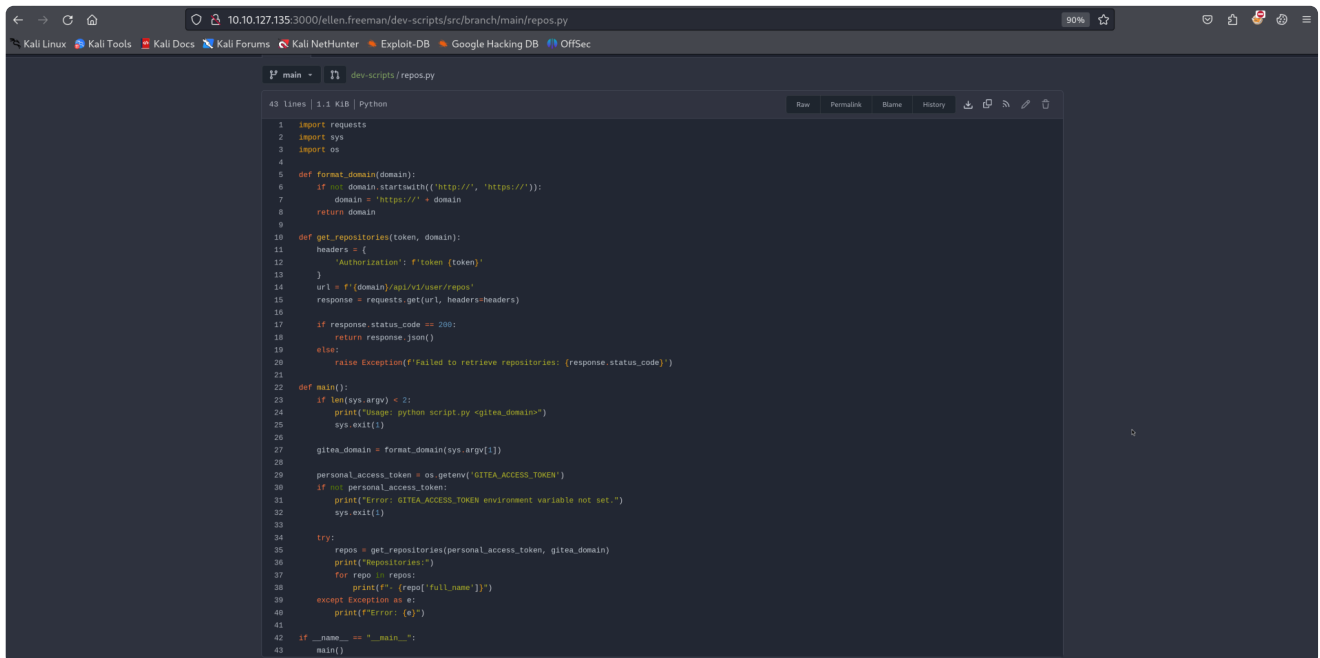 10.10.127.135:3000/ellen.freeman/dev-scripts/src/branch/main/repos.py 90%
Kali Linux Kali Tools Kali Docs Kali Forums Kali NetHunter Exploit-DB Google Hacking DB OffSec
main dev-scripts/repos.py
43 lines | 1.1 KiB | Python Raw Permalink Blame History
1 import requests
2 import sys
3 import os
4
5 def format_domain(domain):
6     if not domain.startswith(('http://', 'https://')):
7         domain = 'https://' + domain
8     return domain
9
10 def get_repositories(token, domain):
11     headers = {
12         'Authorization': f'token {token}'
13     }
14     url = f'{domain}/api/v1/user/repos'
15     response = requests.get(url, headers=headers)
16
17     if response.status_code == 200:
18         return response.json()
19     else:
20         raise Exception(f'Failed to retrieve repositories: {response.status_code}')
21
22 def main():
23     if len(sys.argv) < 2:
24         print("Usage: python script.py <gitea_domain>")
25         sys.exit(1)
26
27     gitea_domain = format_domain(sys.argv[1])
28
29     personal_access_token = os.getenv('GITEA_ACCESS_TOKEN')
30     if not personal_access_token:
31         print("Error: GITEA_ACCESS_TOKEN environment variable not set.")
32         sys.exit(1)
33
34     try:
35         repos = get_repositories(personal_access_token, gitea_domain)
36         print("Repositories:")
37         for repo in repos:
38             print(f"- {repo['full_name']}")
39     except Exception as e:
40         print(f"Error: {e}")
41
42 if __name__ == "__main__":
43     main()